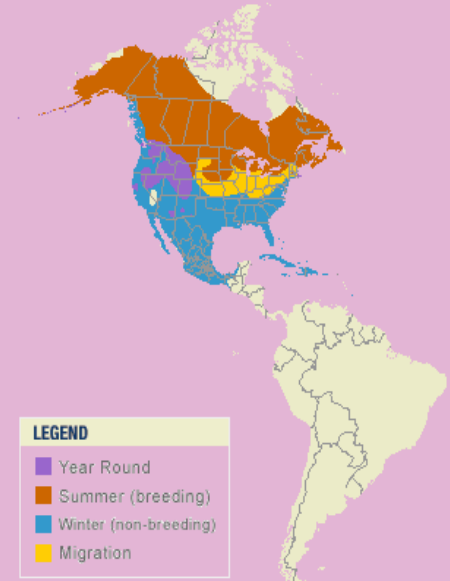 LEGEND
Year Round
Summer (breeding)
Winter (non-breeding)
Migration